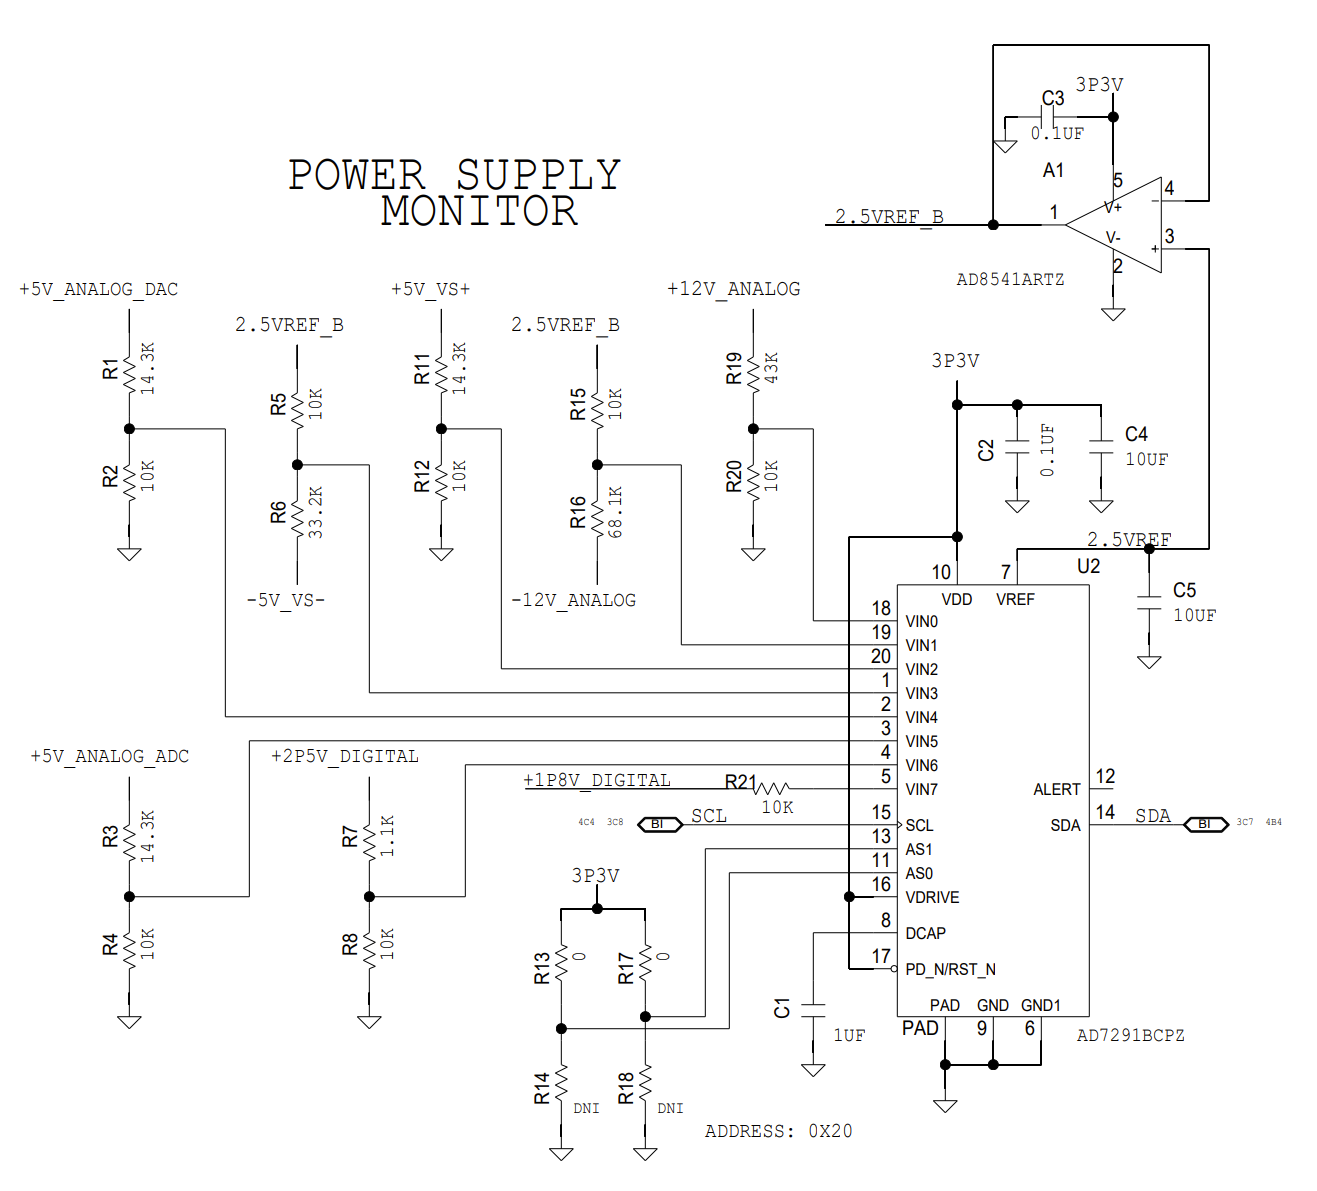 3P3V
C3
0.1UF
A1
5
4
V+
-
1
2.5VREF_B
3
V-
+
2
AD8541ARTZ
POWER SUPPLY
MONITOR
+5V_ANALOG_DAC
+5V_VS+
+12V_ANALOG
2.5VREF_B
2.5VREF_B
R1
14.3K
R5
10K
R11
14.3K
R15
10K
R19
43K
R2
10K
R6
33.2K
R12
10K
R16
68.1K
R20
10K
-5V_VS-
-12V_ANALOG
3P3V
C2
0.1UF
C4
10UF
2.5VREF
U2
10
7
C5
10UF
VDD
VREF
18
VIN0
19
VIN1
20
VIN2
1
VIN3
2
VIN4
3
VIN5
4
VIN6
5
VIN7
+5V_ANALOG_ADC
+2P5V_DIGITAL
+1P8V_DIGITAL
R21
10K
ALERT
12
4C4 3C8
BI
SCL
15
SCL
SDA
14
SDA
BI
3C7 4B4
13
AS1
11
AS0
16
VDRIVE
8
DCAP
17
PD_N/RST_N
R3
14.3K
R7
1.1K
R4
10K
R8
10K
3P3V
R13
0
R17
0
R14
DNI
R18
DNI
C1
1UF
PAD
GND
GND1
PAD
9
6
AD7291BCPZ
ADDRESS: 0X20